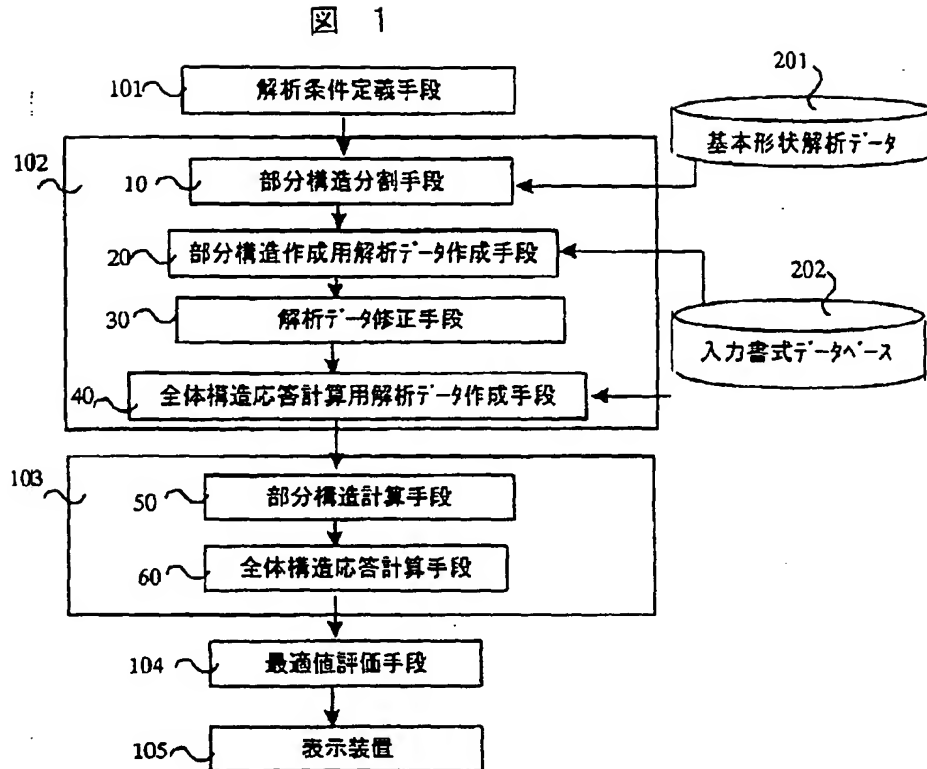 図 1
201
101
解析条件定義手段
基本形状解析データ
102
10
部分構造分割手段
20
部分構造作成用解析データ作成手段
202
30
解析データ修正手段
入力書式データベース
40
全体構造応答計算用解析データ作成手段
103
50
部分構造計算手段
60
全体構造応答計算手段
104
最適値評価手段
105
表示装置